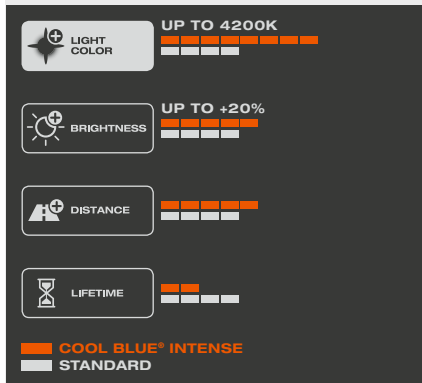 LIGHT
COLOR
UP TO 4200K
BRIGHTNESS
UP TO +20%
DISTANCE
LIFETIME
COOL BLUE® INTENSE
STANDARD